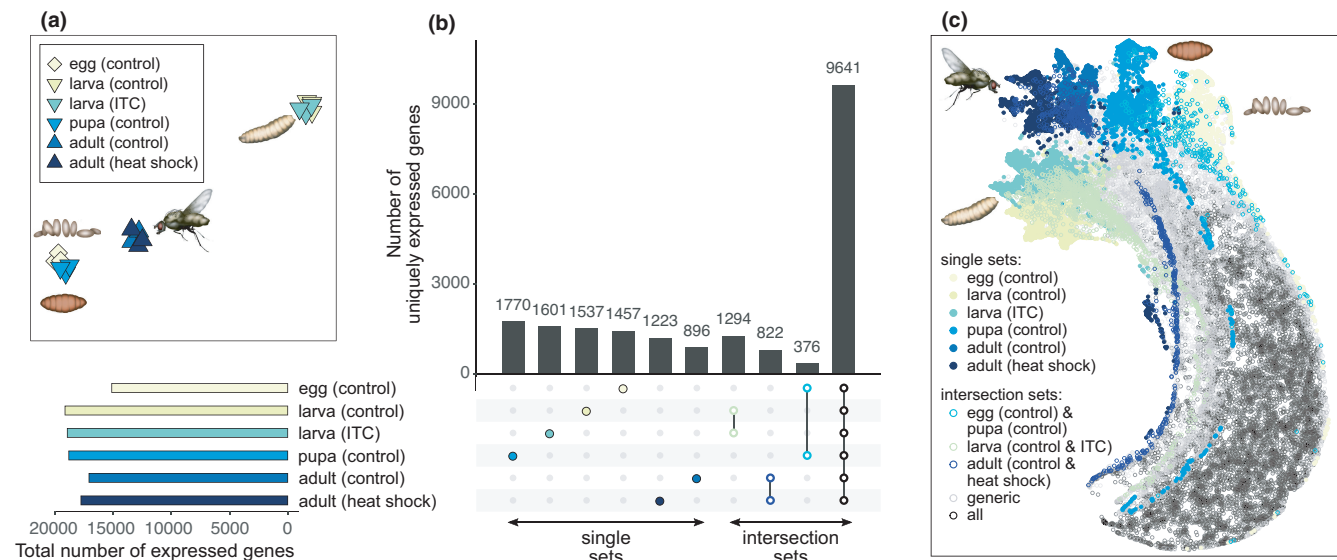 (a)
egg (control)
larva (control)
larva (ITC)
pupa (control)
adult (control)
adult (heat shock)
egg (control)
larva (control)
larva (ITC)
pupa (control)
adult (control)
adult (heat shock)
20000 15000 10000 5000 0
Total number of expressed genes
(b)
Number of
uniquely expressed genes
9000
6000
3000
0
1770 1601 1537 1457 1223 896 1294 822 376 9641
single
sets
intersection
sets
(c)
single sets:
egg (control)
larva (control)
larva (ITC)
pupa (control)
adult (control)
adult (heat shock)
intersection sets:
egg (control) &
pupa (control)
larva (control & ITC)
adult (control &
heat shock)
generic
all